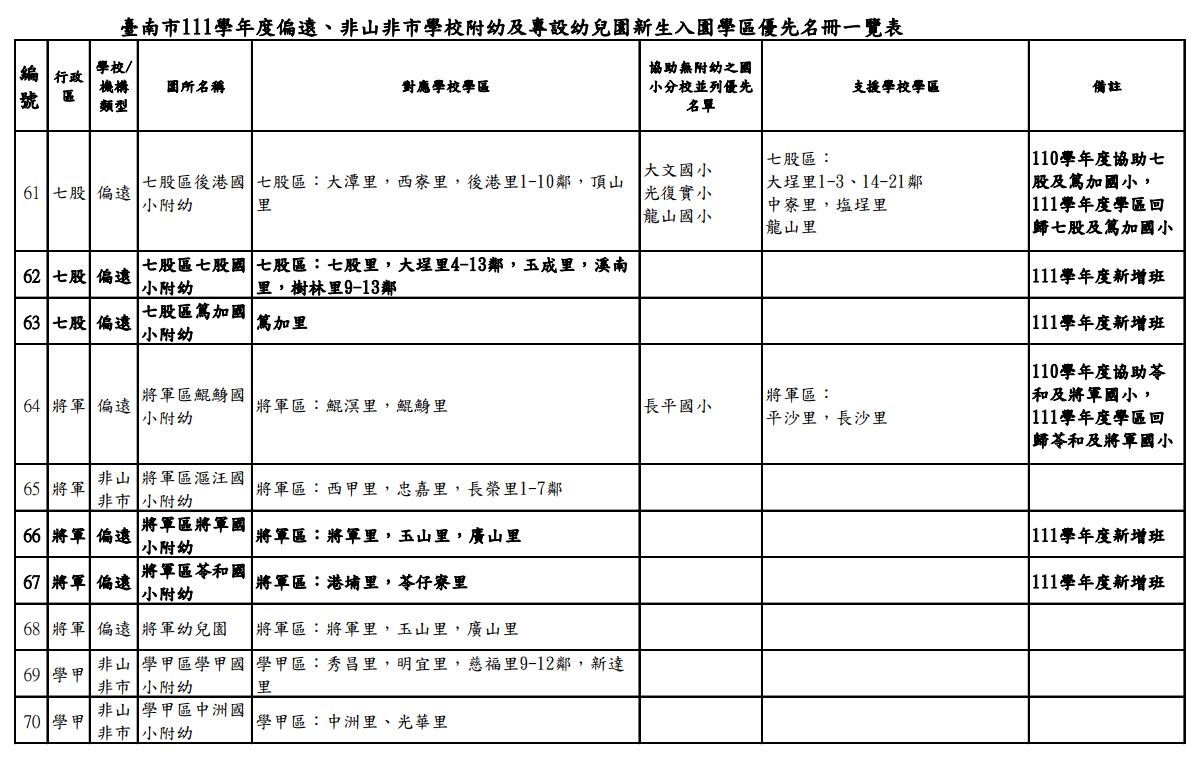 臺南市111學年度偏遠、非山非市學校附幼及專設幼兒園新生入園學區優先名冊一覽表
編號 行政區 學校/機構類型 園所名稱 對應學校學區 協助無附幼之國小分校並列優先名單 支援學校學區 備註
61 七股 偏遠 七股區後港國小附幼 七股區：大潭里，西寮里，後港里1-10鄰，頂山里 大文國小 光復實小 龍山國小 七股區：大埕里1-3、14-21鄰 中寮里，塩埕里 龍山里 110學年度協助七股及篤加國小，111學年度學區回歸七股及篤加國小
62 七股 偏遠 七股區七股國小附幼 七股區：七股里，大埕里4-13鄰，玉成里，溪南里，樹林里9-13鄰 111學年度新增班
63 七股 偏遠 七股區篤加國小附幼 篤加里 111學年度新增班
64 將軍 偏遠 將軍區鯤鯓國小附幼 將軍區：鯤溟里，鯤鯓里 長平國小 將軍區：平沙里，長沙里 110學年度協助苓和及將軍國小，111學年度學區回歸苓和及將軍國小
65 將軍 非山非市 將軍區漚汪國小附幼 將軍區：西甲里，忠嘉里，長榮里1-7鄰
66 將軍 偏遠 將軍區將軍國小附幼 將軍區：將軍里，玉山里，廣山里 111學年度新增班
67 將軍 偏遠 將軍區苓和國小附幼 將軍區：港埔里，苓仔寮里 111學年度新增班
68 將軍 偏遠 將軍幼兒園 將軍區：將軍里，玉山里，廣山里
69 學甲 非山非市 學甲區學甲國小附幼 學甲區：秀昌里，明宜里，慈福里9-12鄰，新達里
70 學甲 非山非市 學甲區中洲國小附幼 學甲區：中洲里、光華里